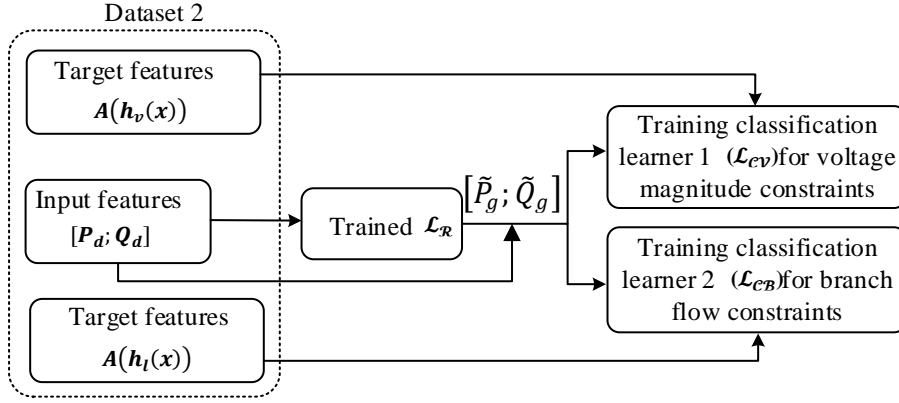 Dataset 2
Target features
A(h_v(x))
Input features
[P_d; Q_d]
Target features
A(h_l(x))
Trained ℒ_ℛ
[P̃_g; Q̃_g]
Training classification
learner 1 (ℒ_𝒞𝒱)for voltage
magnitude constraints
Training classification
learner 2 (ℒ_𝒞ℬ)for branch
flow constraints